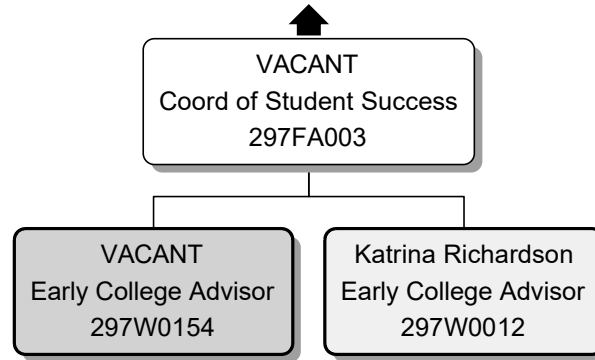 VACANT
Coord of Student Success
297FA003
VACANT
Early College Advisor
297W0154
Katrina Richardson
Early College Advisor
297W0012